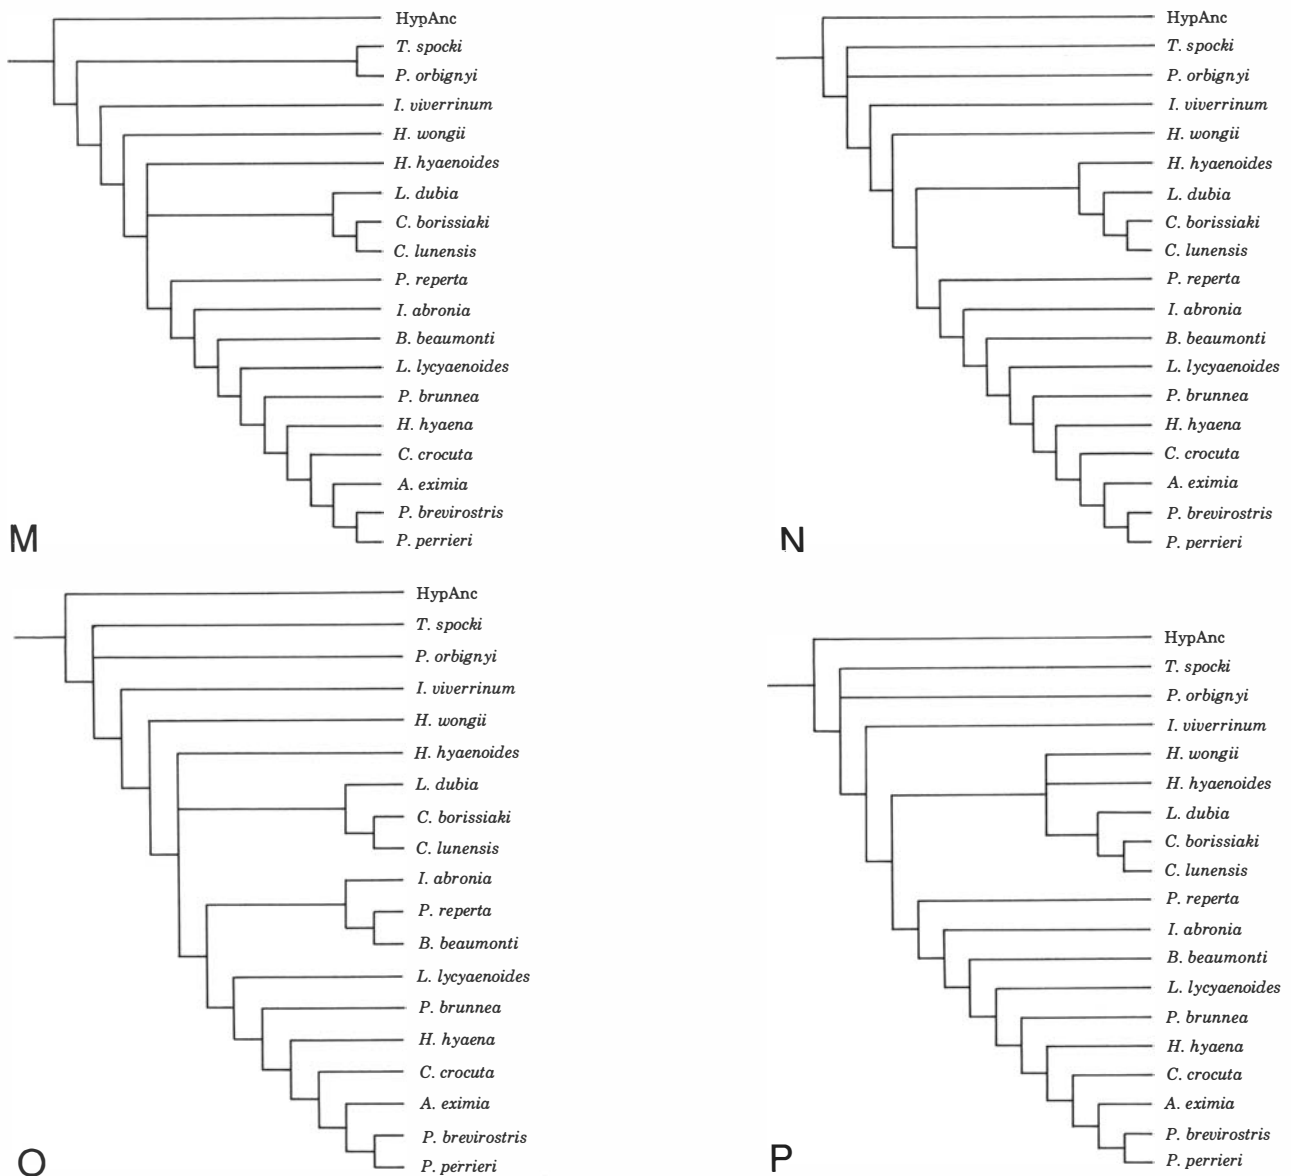 HypAnc
T. spocki
P. orbignyi
I. viverrinum
H. wongii
H. hyaenoides
L. dubia
C. borissiaki
C. lunensis
P. reperta
I. abronia
B. beaumonti
L. lycyaenoides
P. brunnea
H. hyaena
C. crocuta
A. eximia
P. brevirostris
P. perrieri
M
HypAnc
T. spocki
P. orbignyi
I. viverrinum
H. wongii
H. hyaenoides
L. dubia
C. borissiaki
C. lunensis
P. reperta
I. abronia
B. beaumonti
L. lycyaenoides
P. brunnea
H. hyaena
C. crocuta
A. eximia
P. brevirostris
P. perrieri
N
HypAnc
T. spocki
P. orbignyi
I. viverrinum
H. wongii
H. hyaenoides
L. dubia
C. borissiaki
C. lunensis
I. abronia
P. reperta
B. beaumonti
L. lycyaenoides
P. brunnea
H. hyaena
C. crocuta
A. eximia
P. brevirostris
P. perrieri
O
HypAnc
T. spocki
P. orbignyi
I. viverrinum
H. wongii
H. hyaenoides
L. dubia
C. borissiaki
C. lunensis
P. reperta
I. abronia
B. beaumonti
L. lycyaenoides
P. brunnea
H. hyaena
C. crocuta
A. eximia
P. brevirostris
P. perrieri
P